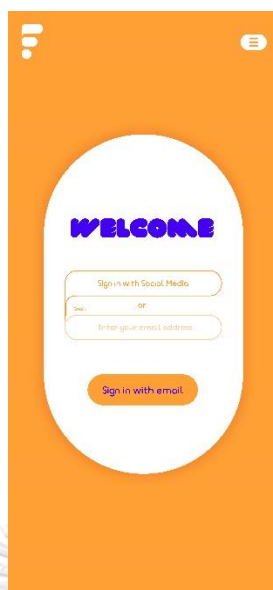 WELCOME
Sign in with Social Media
or
Enter your email address
Sign in with email